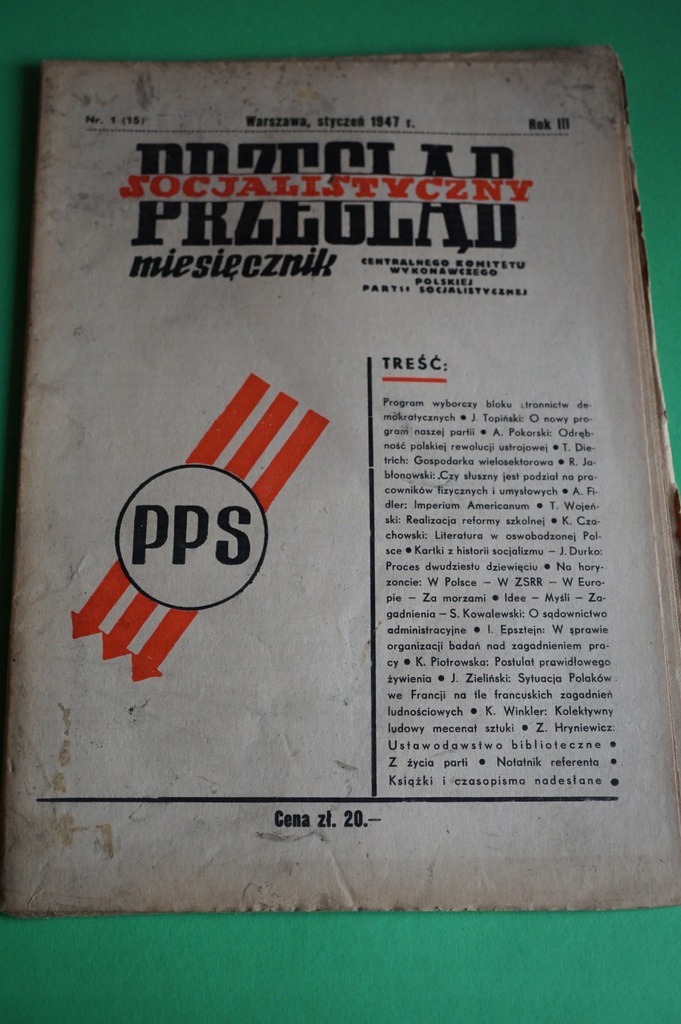 Nr. 1 (15)
Warszawa, styczeń 1947 r.
Rok III
PRZEGLĄD
SOCJALISTYCZNY
miesięcznik
CENTRALNEGO KOMITETU
WYKONAWCZEGO
POLSKIEJ
PARTII SOCJALISTYCZNEJ
PPS
TREŚĆ:
Program wyborczy bloku stronnictw de-
mokratycznych ● J. Topiński: O nowy pro-
gram naszej partii ● A. Pokorski: Odręb-
ność polskiej rewolucji ustrojowej ● T. Die-
trich: Gospodarka wielosektorowa ● R. Ja-
błonowski: Czy słuszny jest podział na pra-
cowników fizycznych i umysłowych ● A. Fi-
dler: Imperium Americanum ● T. Wojeń-
ski: Realizacja reformy szkolnej ● K. Cza-
chowski: Literatura w oswobodzonej Pol-
sce ● Kartki z historii socjalizmu — J. Durko:
Proces dwudziestu dziewięciu ● Na hory-
zoncie: W Polsce — W ZSRR — W Euro-
pie — Za morzami ● Idee — Myśli — Za-
gadnienia — S. Kowalewski: O sądownictwo
administracyjne ● I. Epsztejn: W sprawie
organizacji badań nad zagadnieniem pra-
cy ● K. Piotrowska: Postulat prawidłowego
żywienia ● J. Zieliński: Sytuacja Polaków
we Francji na tle francuskich zagadnień
ludnościowych ● K. Winkler: Kolektywny
ludowy mecenat sztuki ● Z. Hryniewicz:
Ustawodawstwo biblioteczne ●
Z życia partii ● Notatnik referenta ●
Książki i czasopisma nadesłane ●
Cena zł. 20.—